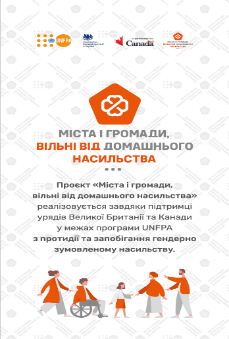 UNFPA
Canada
МІСТА І ГРОМАДИ,
ВІЛЬНІ ВІД ДОМАШНЬОГО
НАСИЛЬСТВА
Проєкт «Міста і громади,
вільні від домашнього насильства»
реалізовується завдяки підтримці
урядів Великої Британії та Канади
у межах програми UNFPA
з протидії та запобігання гендерно
зумовленому насильству.